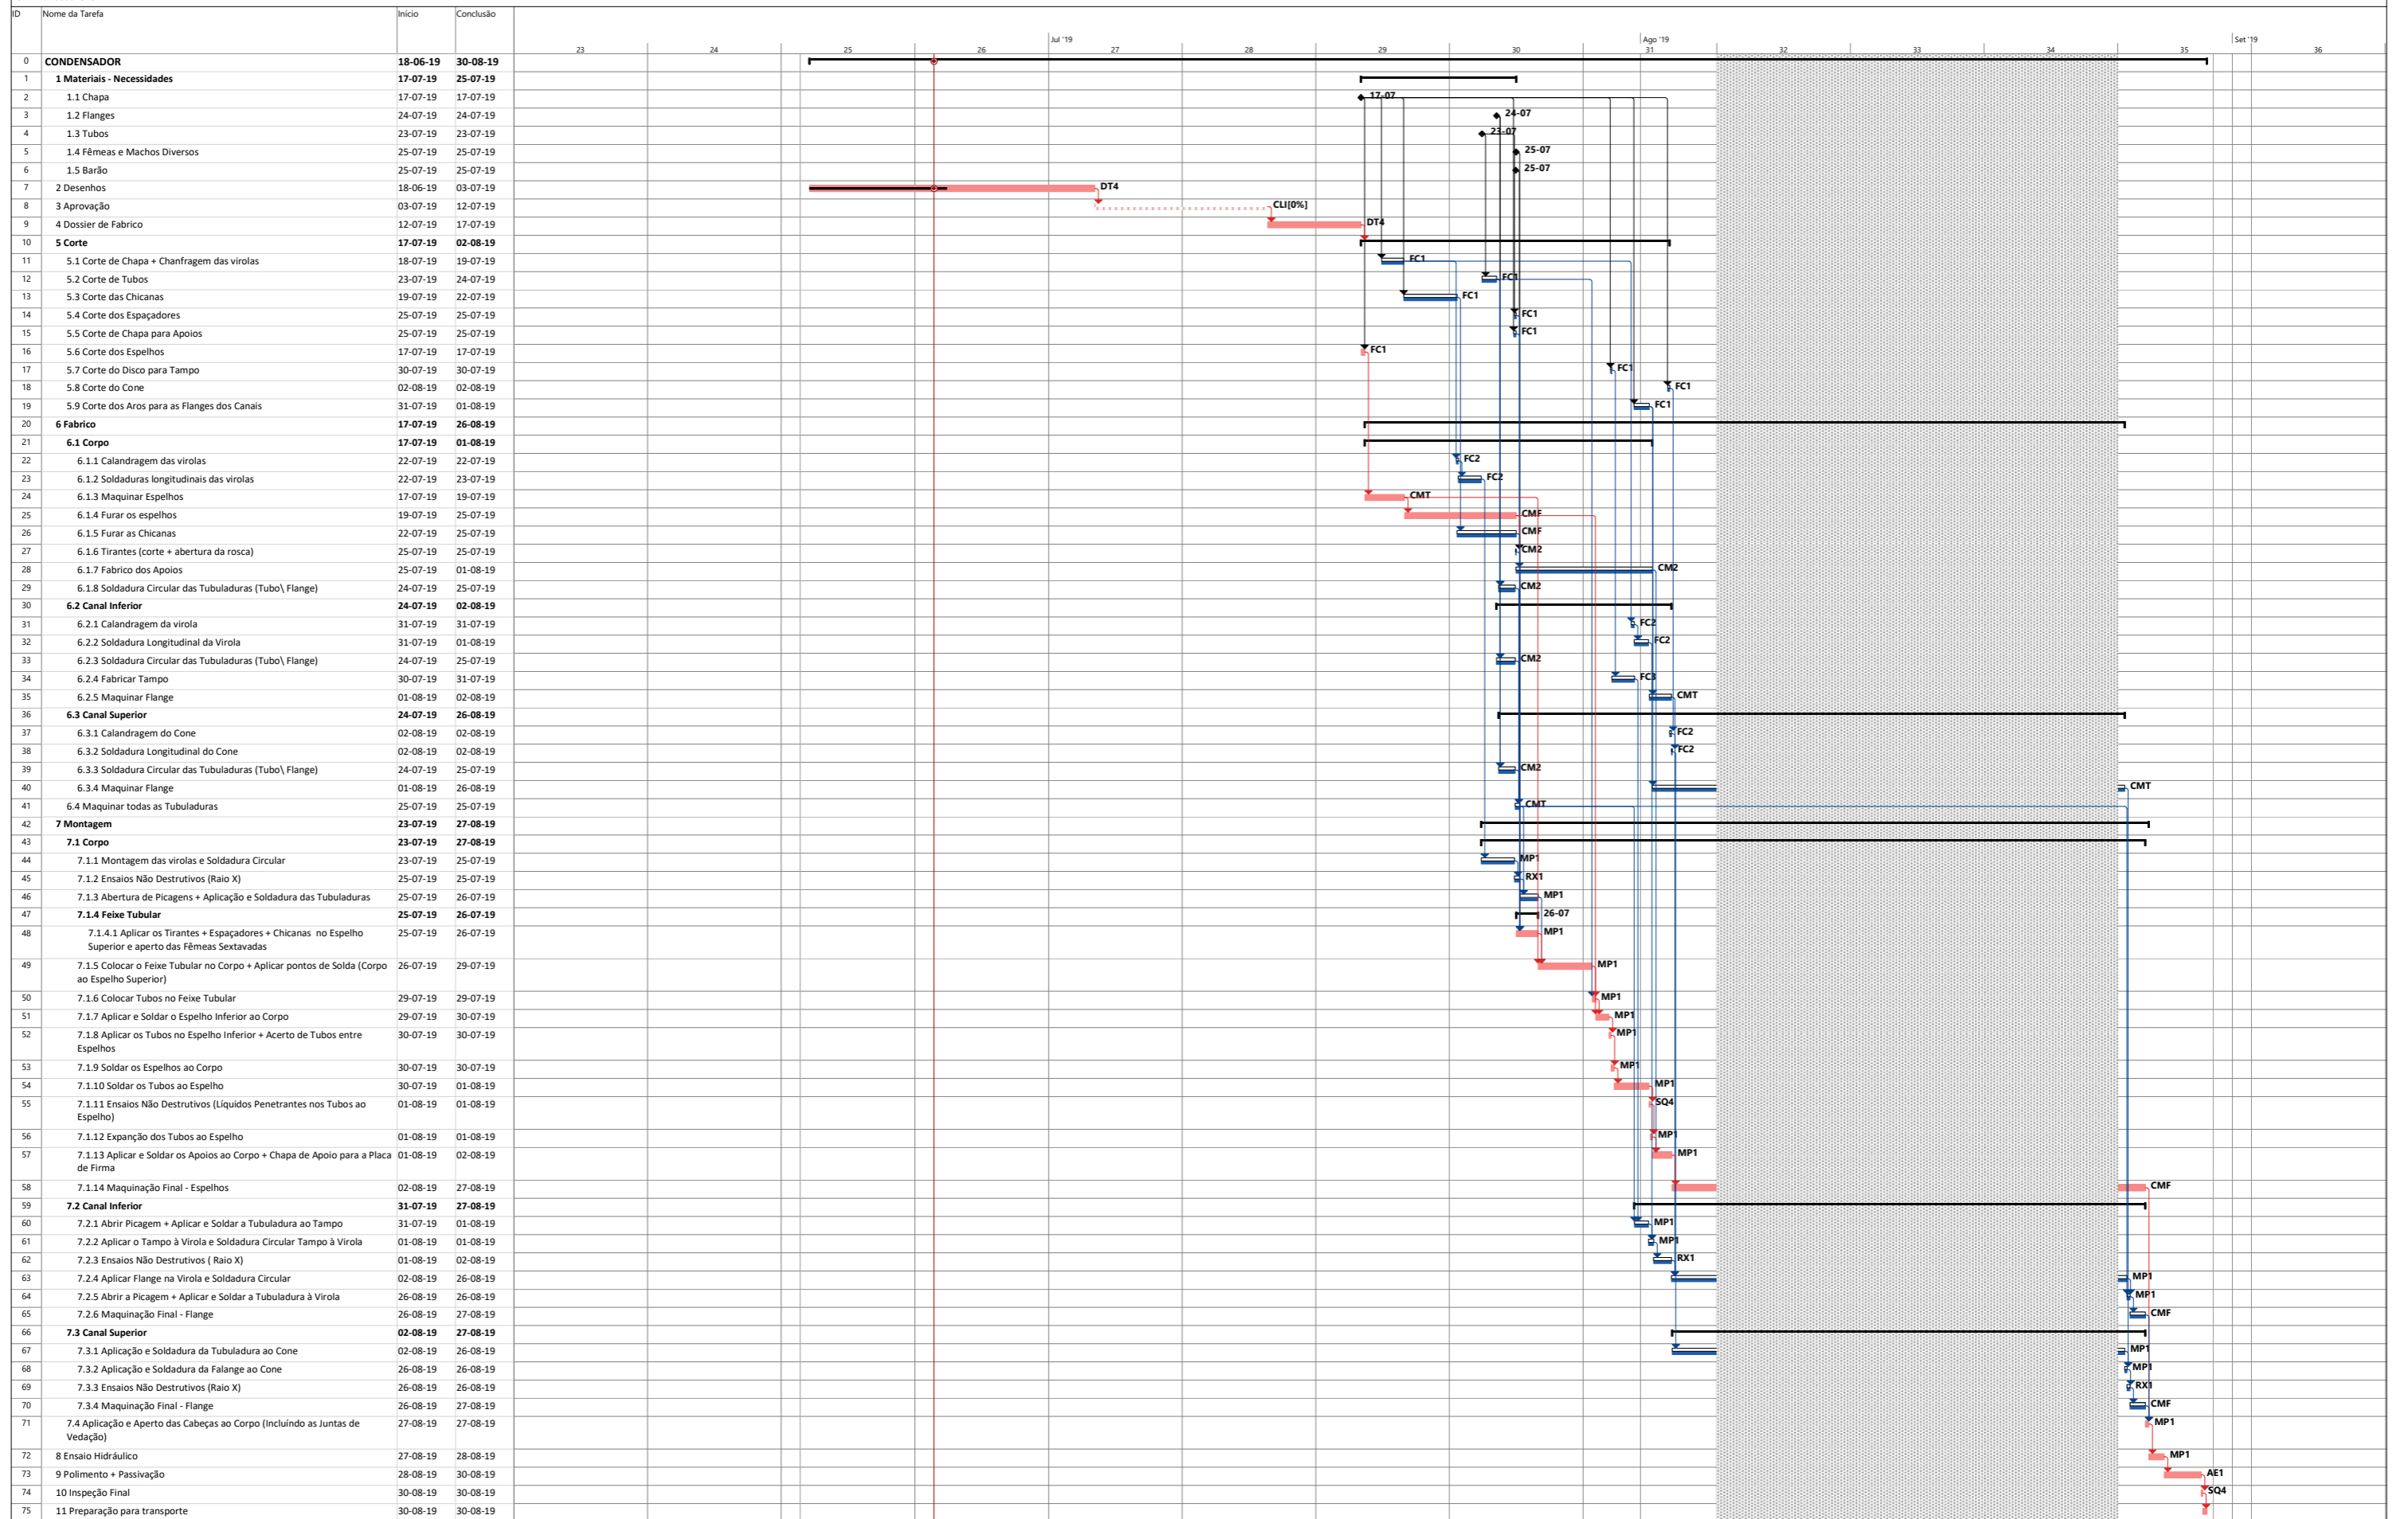 ID Nome da Tarefa Início Conclusão
Jul '19 Ago '19 Set '19
23 24 25 26 27 28 29 30 31 32 33 34 35 36
0 CONDENSADOR 18-06-19 30-08-19
1 1 Materiais - Necessidades 17-07-19 25-07-19
2 1.1 Chapa 17-07-19 17-07-19 17-07
3 1.2 Flanges 24-07-19 24-07-19 24-07
4 1.3 Tubos 23-07-19 23-07-19 23-07
5 1.4 Fêmeas e Machos Diversos 25-07-19 25-07-19 25-07
6 1.5 Barão 25-07-19 25-07-19 25-07
7 2 Desenhos 18-06-19 03-07-19 DT4
8 3 Aprovação 03-07-19 12-07-19 CLI[0%]
9 4 Dossier de Fabrico 12-07-19 17-07-19 DT4
10 5 Corte 17-07-19 02-08-19
11 5.1 Corte de Chapa + Chanfragem das virolas 18-07-19 19-07-19 FC1
12 5.2 Corte de Tubos 23-07-19 24-07-19 FC1
13 5.3 Corte das Chicanas 19-07-19 22-07-19 FC1
14 5.4 Corte dos Espaçadores 25-07-19 25-07-19 FC1
15 5.5 Corte de Chapa para Apoios 25-07-19 25-07-19 FC1
16 5.6 Corte dos Espelhos 17-07-19 17-07-19 FC1
17 5.7 Corte do Disco para Tampo 30-07-19 30-07-19 FC1
18 5.8 Corte do Cone 02-08-19 02-08-19 FC1
19 5.9 Corte dos Aros para as Flanges dos Canais 31-07-19 01-08-19 FC1
20 6 Fabrico 17-07-19 26-08-19
21 6.1 Corpo 17-07-19 01-08-19
22 6.1.1 Calandragem das virolas 22-07-19 22-07-19 FC2
23 6.1.2 Soldaduras longitudinais das virolas 22-07-19 23-07-19 FC2
24 6.1.3 Maquinar Espelhos 17-07-19 19-07-19 CMT
25 6.1.4 Furar os espelhos 19-07-19 25-07-19 CMF
26 6.1.5 Furar as Chicanas 22-07-19 25-07-19 CMF
27 6.1.6 Tirantes (corte + abertura da rosca) 25-07-19 25-07-19 CM2
28 6.1.7 Fabrico dos Apoios 25-07-19 01-08-19 CM2
29 6.1.8 Soldadura Circular das Tubuladuras (Tubo\ Flange) 24-07-19 25-07-19 CM2
30 6.2 Canal Inferior 24-07-19 02-08-19
31 6.2.1 Calandragem da virola 31-07-19 31-07-19 FC2
32 6.2.2 Soldadura Longitudinal da Virola 31-07-19 01-08-19 FC2
33 6.2.3 Soldadura Circular das Tubuladuras (Tubo\ Flange) 24-07-19 25-07-19 CM2
34 6.2.4 Fabricar Tampo 30-07-19 31-07-19 FC3
35 6.2.5 Maquinar Flange 01-08-19 02-08-19 CMT
36 6.3 Canal Superior 24-07-19 26-08-19
37 6.3.1 Calandragem do Cone 02-08-19 02-08-19 FC2
38 6.3.2 Soldadura Longitudinal do Cone 02-08-19 02-08-19 FC2
39 6.3.3 Soldadura Circular das Tubuladuras (Tubo\ Flange) 24-07-19 25-07-19 CM2
40 6.3.4 Maquinar Flange 01-08-19 26-08-19 CMT
41 6.4 Maquinar todas as Tubuladuras 25-07-19 25-07-19 CMT
42 7 Montagem 23-07-19 27-08-19
43 7.1 Corpo 23-07-19 27-08-19
44 7.1.1 Montagem das virolas e Soldadura Circular 23-07-19 25-07-19 MP1
45 7.1.2 Ensaios Não Destrutivos (Raio X) 25-07-19 25-07-19 RX1
46 7.1.3 Abertura de Picagens + Aplicação e Soldadura das Tubuladuras 25-07-19 26-07-19 MP1
47 7.1.4 Feixe Tubular 25-07-19 26-07-19 26-07
48 7.1.4.1 Aplicar os Tirantes + Espaçadores + Chicanas no Espelho 25-07-19 26-07-19 MP1
Superior e aperto das Fêmeas Sextavadas
49 7.1.5 Colocar o Feixe Tubular no Corpo + Aplicar pontos de Solda (Corpo 26-07-19 29-07-19 MP1
ao Espelho Superior)
50 7.1.6 Colocar Tubos no Feixe Tubular 29-07-19 29-07-19 MP1
51 7.1.7 Aplicar e Soldar o Espelho Inferior ao Corpo 29-07-19 30-07-19 MP1
52 7.1.8 Aplicar os Tubos no Espelho Inferior + Acerto de Tubos entre 30-07-19 30-07-19 MP1
Espelhos
53 7.1.9 Soldar os Espelhos ao Corpo 30-07-19 30-07-19 MP1
54 7.1.10 Soldar os Tubos ao Espelho 30-07-19 01-08-19 MP1
55 7.1.11 Ensaios Não Destrutivos (Líquidos Penetrantes nos Tubos ao 01-08-19 01-08-19 SQ4
Espelho)
56 7.1.12 Expanção dos Tubos ao Espelho 01-08-19 01-08-19 MP1
57 7.1.13 Aplicar e Soldar os Apoios ao Corpo + Chapa de Apoio para a Placa 01-08-19 02-08-19 MP1
de Firma
58 7.1.14 Maquinação Final - Espelhos 02-08-19 27-08-19 CMF
59 7.2 Canal Inferior 31-07-19 27-08-19
60 7.2.1 Abrir Picagem + Aplicar e Soldar a Tubuladura ao Tampo 31-07-19 01-08-19 MP1
61 7.2.2 Aplicar o Tampo à Virola e Soldadura Circular Tampo à Virola 01-08-19 01-08-19 MP1
62 7.2.3 Ensaios Não Destrutivos ( Raio X) 01-08-19 02-08-19 RX1
63 7.2.4 Aplicar Flange na Virola e Soldadura Circular 02-08-19 26-08-19 MP1
64 7.2.5 Abrir a Picagem + Aplicar e Soldar a Tubuladura à Virola 26-08-19 26-08-19 MP1
65 7.2.6 Maquinação Final - Flange 26-08-19 27-08-19 CMF
66 7.3 Canal Superior 02-08-19 27-08-19
67 7.3.1 Aplicação e Soldadura da Tubuladura ao Cone 02-08-19 26-08-19 MP1
68 7.3.2 Aplicação e Soldadura da Falange ao Cone 26-08-19 26-08-19 MP1
69 7.3.3 Ensaios Não Destrutivos (Raio X) 26-08-19 26-08-19 RX1
70 7.3.4 Maquinação Final - Flange 26-08-19 27-08-19 CMF
71 7.4 Aplicação e Aperto das Cabeças ao Corpo (Incluíndo as Juntas de 27-08-19 27-08-19 MP1
Vedação)
72 8 Ensaio Hidráulico 27-08-19 28-08-19 MP1
73 9 Polimento + Passivação 28-08-19 30-08-19 AE1
74 10 Inspeção Final 30-08-19 30-08-19 SQ4
75 11 Preparação para transporte 30-08-19 30-08-19